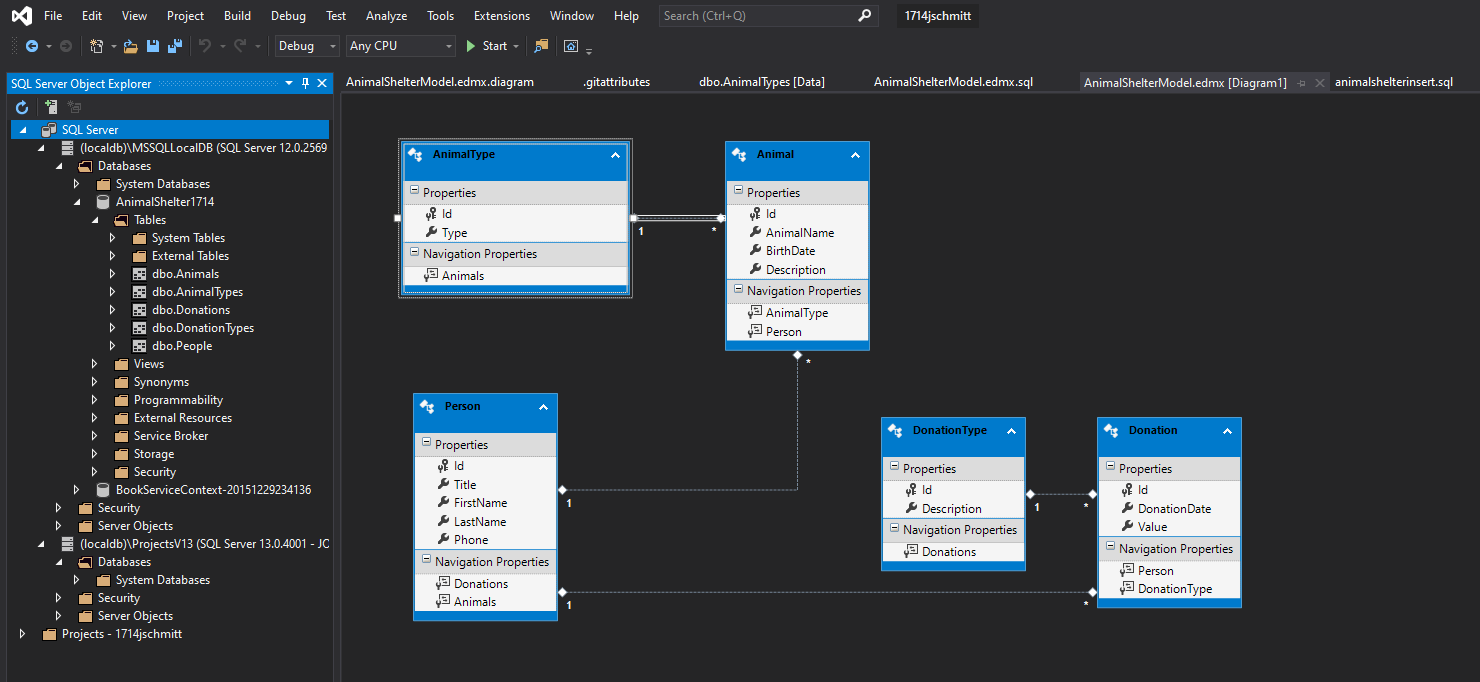 File Edit View Project Build Debug Test Analyze Tools Extensions Window Help Search (Ctrl+Q) 1714jschmitt
Debug Any CPU Start
SQL Server Object Explorer
AnimalShelterModel.edmx.diagram .gitattributes dbo.AnimalTypes [Data] AnimalShelterModel.edmx.sql AnimalShelterModel.edmx [Diagram1] animalshelterinsert.sql
SQL Server
(localdb)\MSSQLLocalDB (SQL Server 12.0.2569
Databases
System Databases
AnimalShelter1714
Tables
System Tables
External Tables
dbo.Animals
dbo.AnimalTypes
dbo.Donations
dbo.DonationTypes
dbo.People
Views
Synonyms
Programmability
External Resources
Service Broker
Storage
Security
BookServiceContext-20151229234136
Security
Server Objects
(localdb)\ProjectsV13 (SQL Server 13.0.4001 - JC
Databases
System Databases
Security
Server Objects
Projects - 1714jschmitt
AnimalType
Properties
Id
Type
Navigation Properties
Animals
1
*
Animal
Properties
Id
AnimalName
BirthDate
Description
Navigation Properties
AnimalType
Person
*
Person
Properties
Id
Title
FirstName
LastName
Phone
Navigation Properties
Donations
Animals
1
1
DonationType
Properties
Id
Description
Navigation Properties
Donations
1
*
Donation
Properties
Id
DonationDate
Value
Navigation Properties
Person
DonationType
*